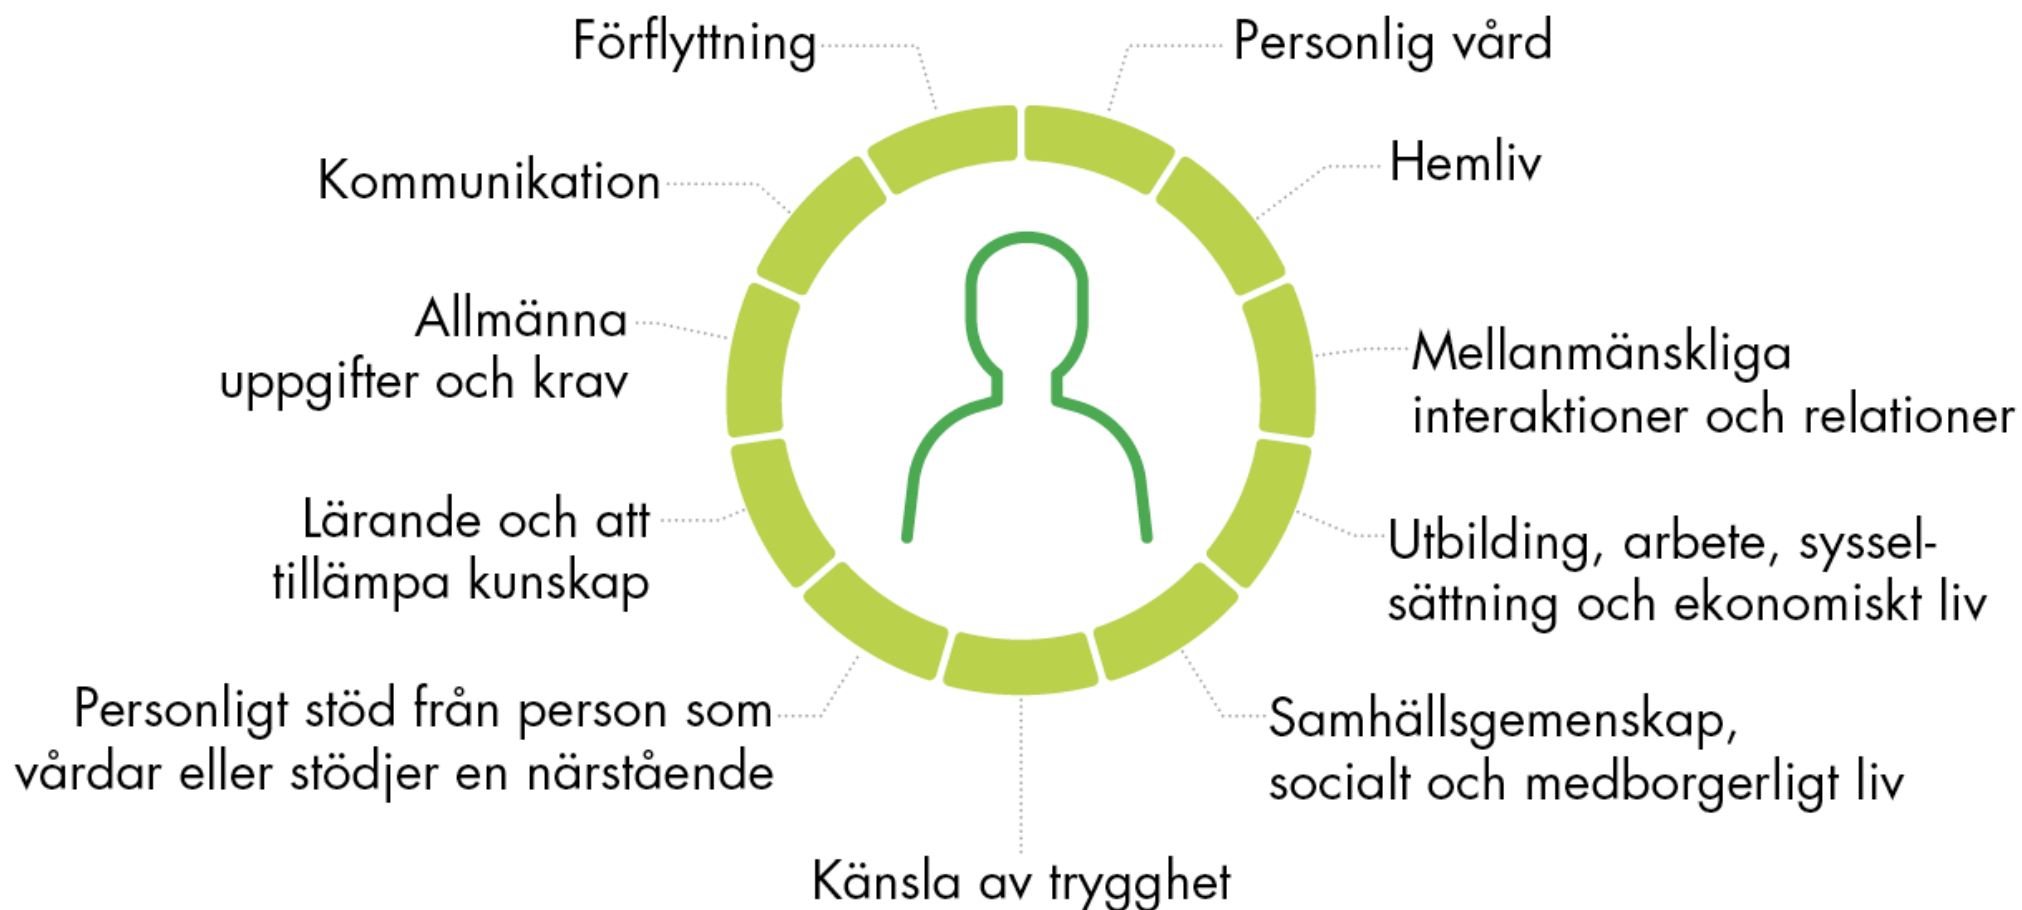 Förflyttning
Personlig vård
Kommunikation
Hemliv
Allmänna
uppgifter och krav
Mellanmänskliga
interaktioner och relationer
Lärande och att
tillämpa kunskap
Utbilding, arbete, syssel-
sättning och ekonomiskt liv
Personligt stöd från person som
vårdar eller stödjer en närstående
Samhällsgemenskap,
socialt och medborgerligt liv
Känsla av trygghet